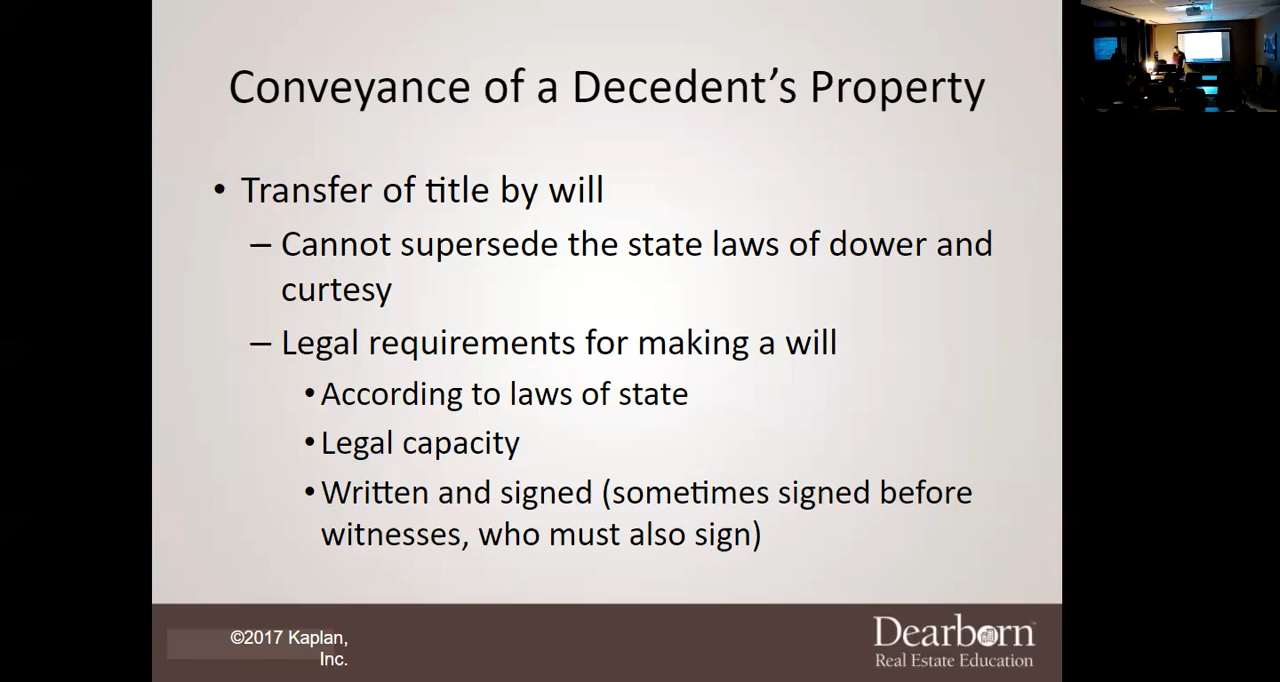 Conveyance of a Decedent's Property
• Transfer of title by will
– Cannot supersede the state laws of dower and
curtesy
– Legal requirements for making a will
• According to laws of state
• Legal capacity
• Written and signed (sometimes signed before
witnesses, who must also sign)
©2017 Kaplan,
Inc.
Dearborn™
Real Estate Education